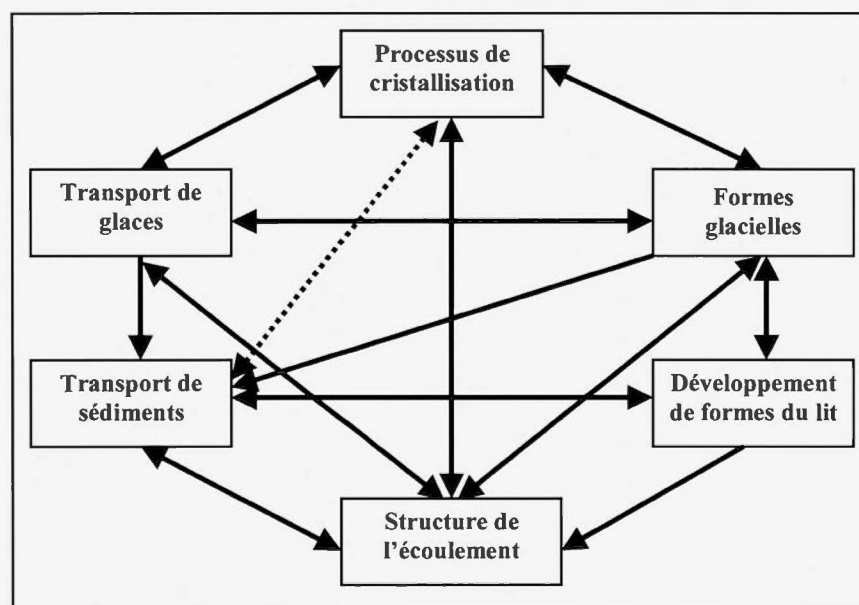 Processus de
cristallisation
Transport de
glaces
Formes
glacielles
Transport de
sédiments
Développement
de formes du lit
Structure de
l'écoulement